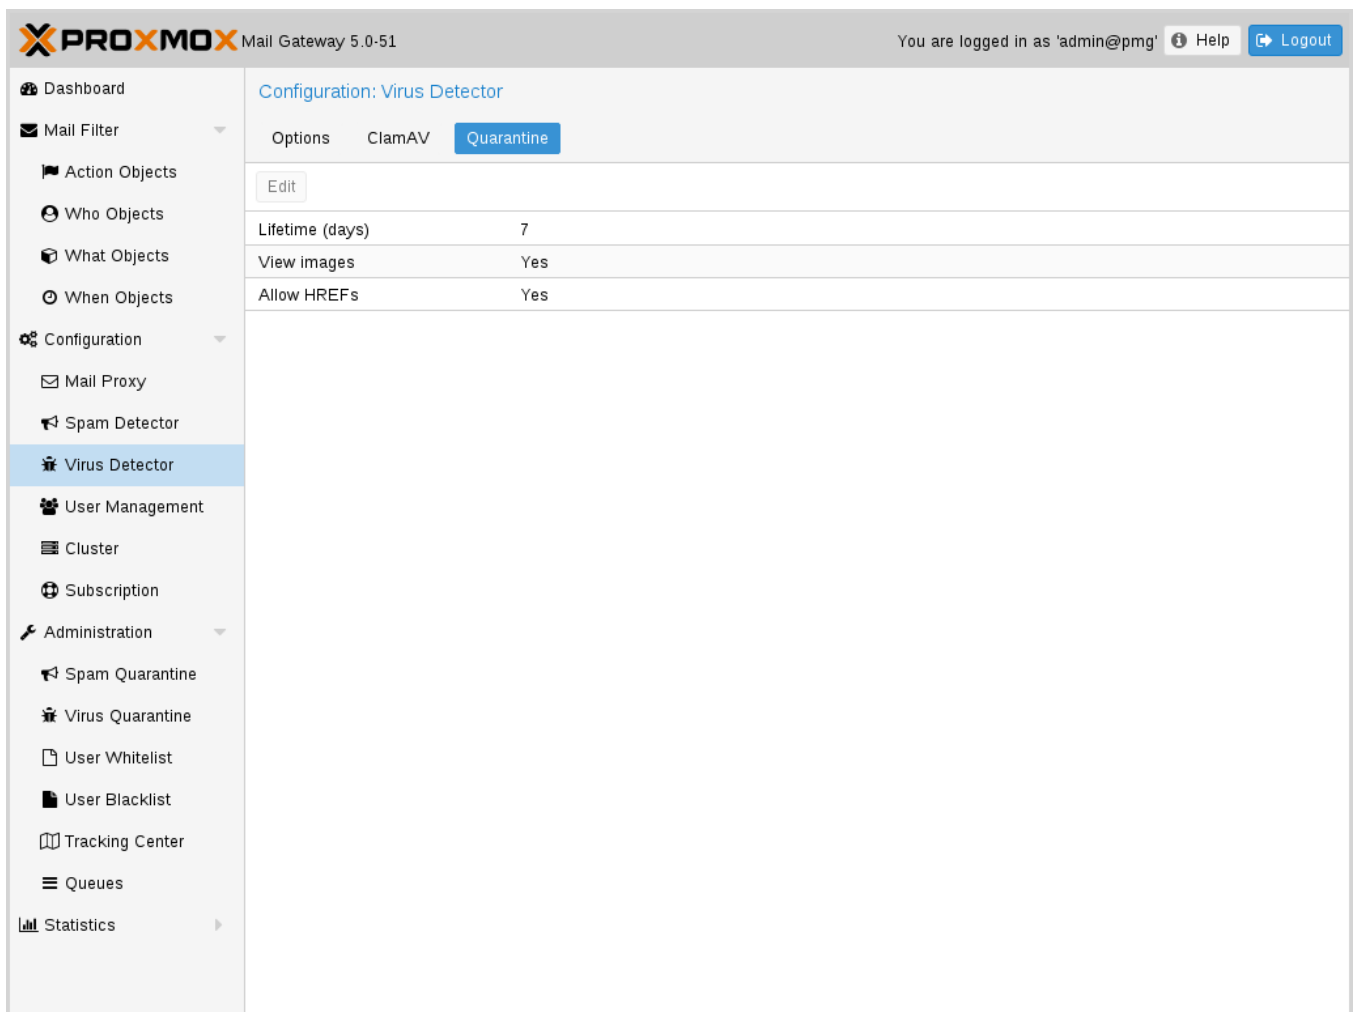 PROXMOX Mail Gateway 5.0-51 You are logged in as 'admin@pmg' Help Logout
Dashboard
Mail Filter
Action Objects
Who Objects
What Objects
When Objects
Configuration
Mail Proxy
Spam Detector
Virus Detector
User Management
Cluster
Subscription
Administration
Spam Quarantine
Virus Quarantine
User Whitelist
User Blacklist
Tracking Center
Queues
Statistics
Configuration: Virus Detector
Options ClamAV Quarantine
Edit
Lifetime (days) 7
View images Yes
Allow HREFs Yes